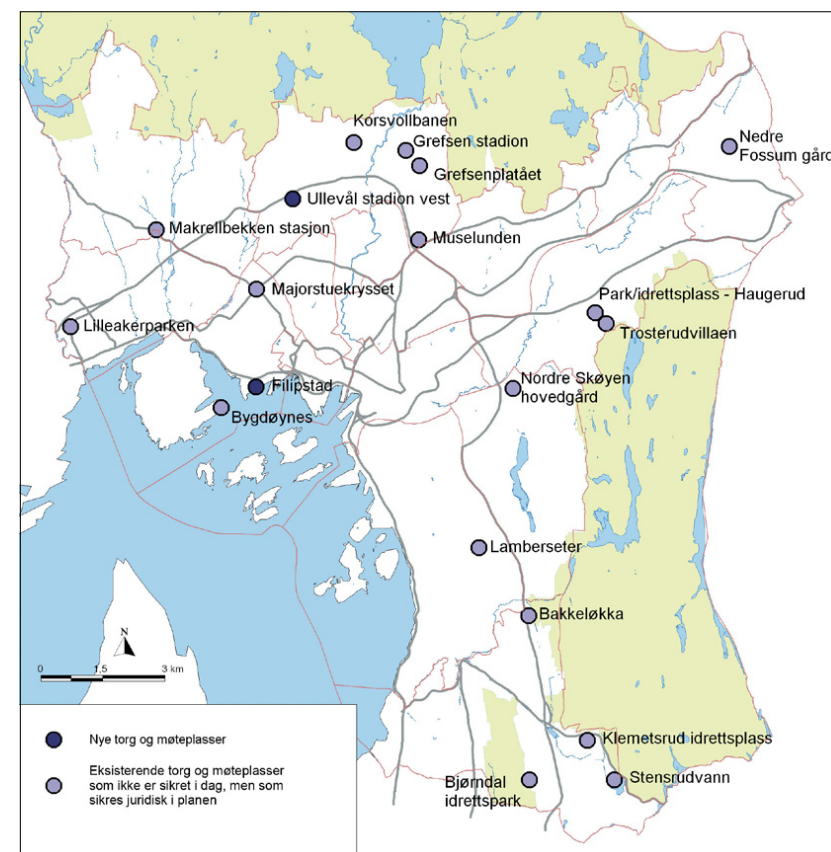 Korsvollbanen
Grefsen stadion
Grefsenplatået
Nedre
Fossum gård
Ullevål stadion vest
Makrellbekken stasjon
Muselunden
Majorstuekrysset
Park/idrettsplass - Haugerud
Lilleakerparken
Trosterudvillaen
Filipstad
Nordre Skøyen
hovedgård
Bygdøynes
Lamberseter
Bakkeløkka
N
0 1,5 3 km
Klemetsrud idrettsplass
Bjørndal
idrettspark
Stensrudvann
Nye torg og møteplasser
Eksisterende torg og møteplasser
som ikke er sikret i dag, men som
sikres juridisk i planen